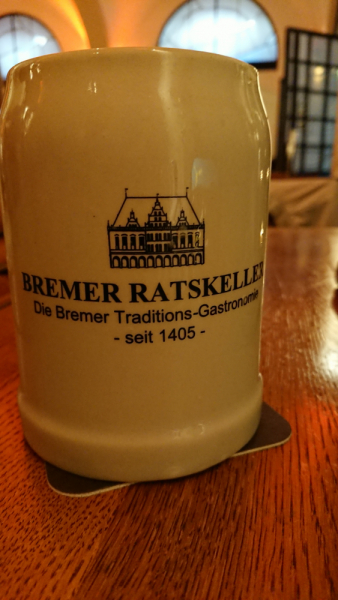 BREMER RATSKELLER
Die Bremer Traditions-Gastronomie
- seit 1405 -